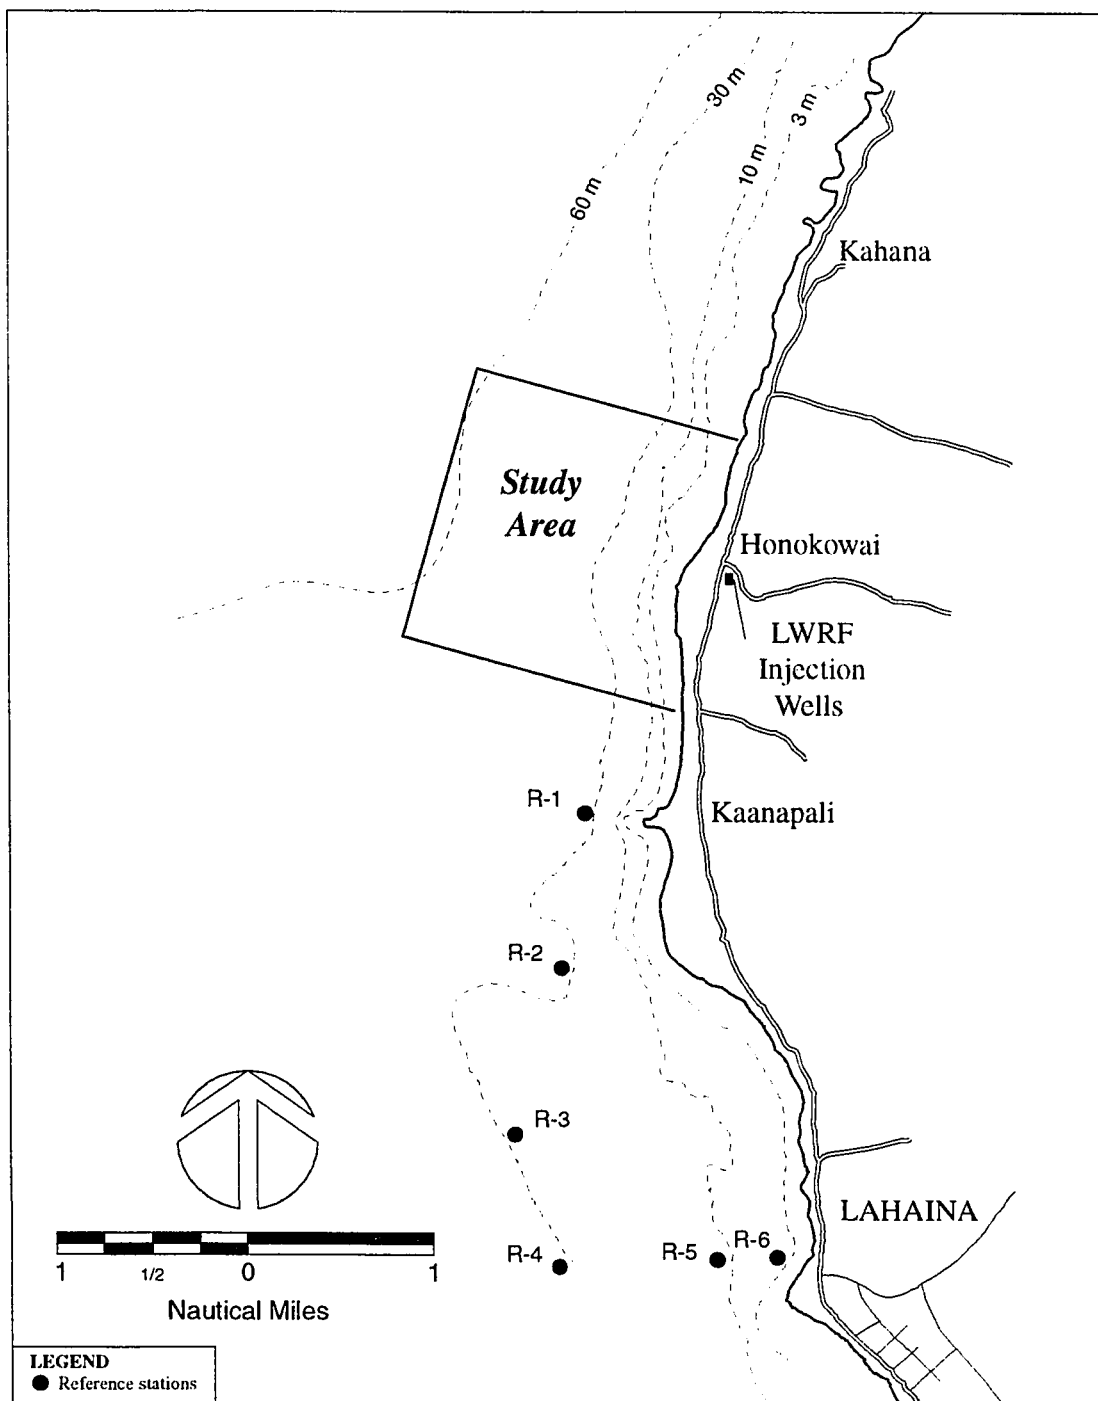 30 m
3 m
10 m
60 m
Kahana
Study
Area
Honokowai
LWRF
Injection
Wells
R-1
Kaanapali
R-2
R-3
LAHAINA
R-4
R-5
R-6
1 1/2 0 1
Nautical Miles
LEGEND
Reference stations